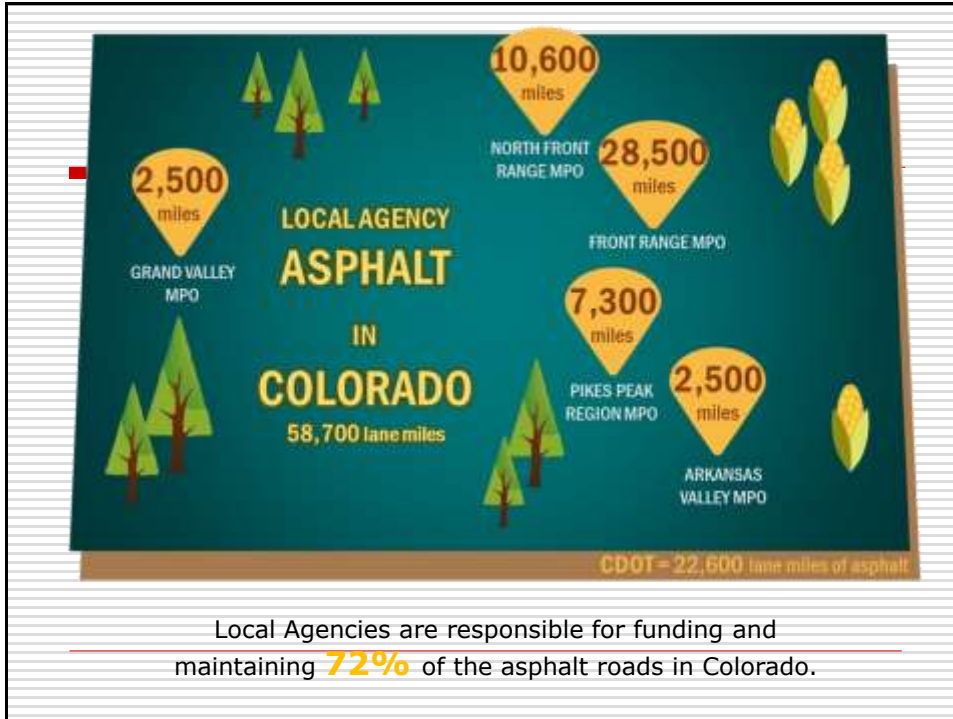 10,600
miles
NORTH FRONT
RANGE MPO
28,500
miles
FRONT RANGE MPO
2,500
miles
GRAND VALLEY
MPO
LOCAL AGENCY
ASPHALT
IN
COLORADO
58,700 lane miles
7,300
miles
PIKES PEAK
REGION MPO
2,500
miles
ARKANSAS
VALLEY MPO
CDOT = 22,600 lane miles of asphalt
Local Agencies are responsible for funding and
maintaining 72% of the asphalt roads in Colorado.